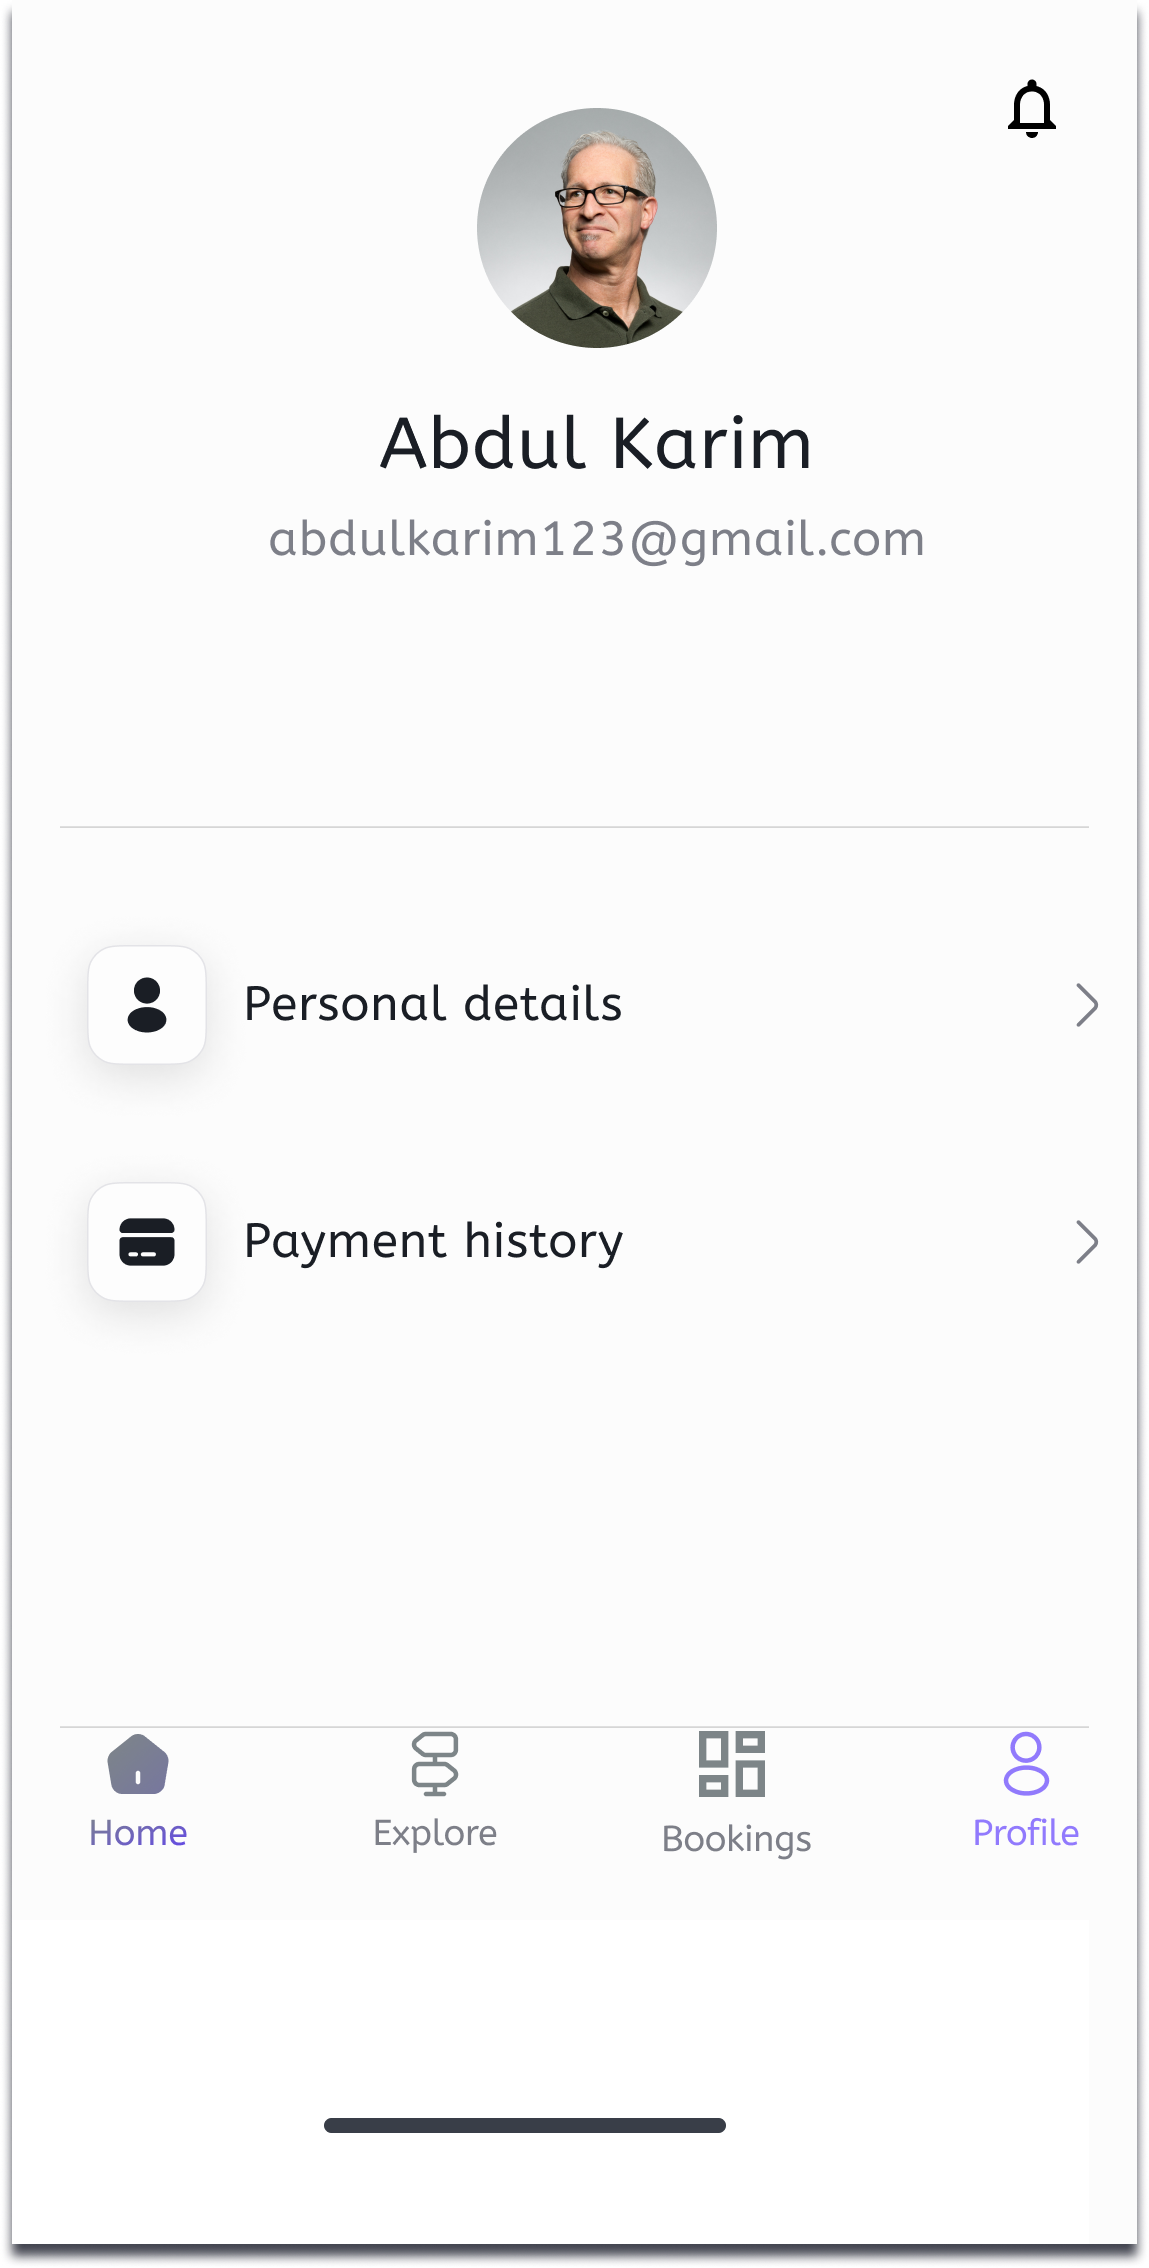 Abdul Karim
abdulkarim123@gmail.com
Personal details
Payment history
Home
Explore
Bookings
Profile